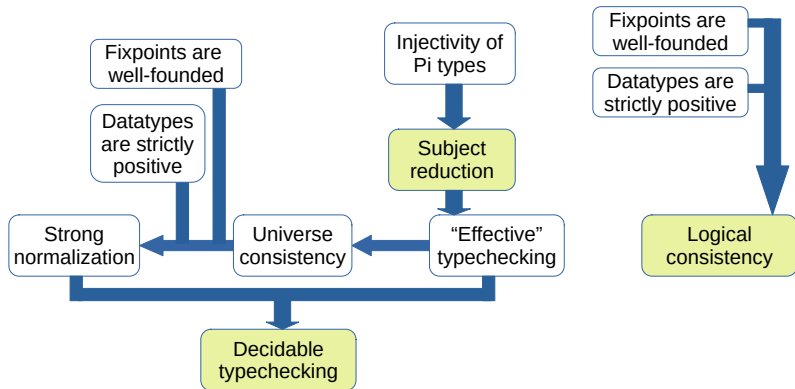 Fixpoints are
well-founded
Injectivity of
Pi types
Fixpoints are
well-founded
Datatypes are
strictly positive
Datatypes
are strictly
positive
Subject
reduction
Strong
normalization
Universe
consistency
“Effective”
typechecking
Logical
consistency
Decidable
typechecking